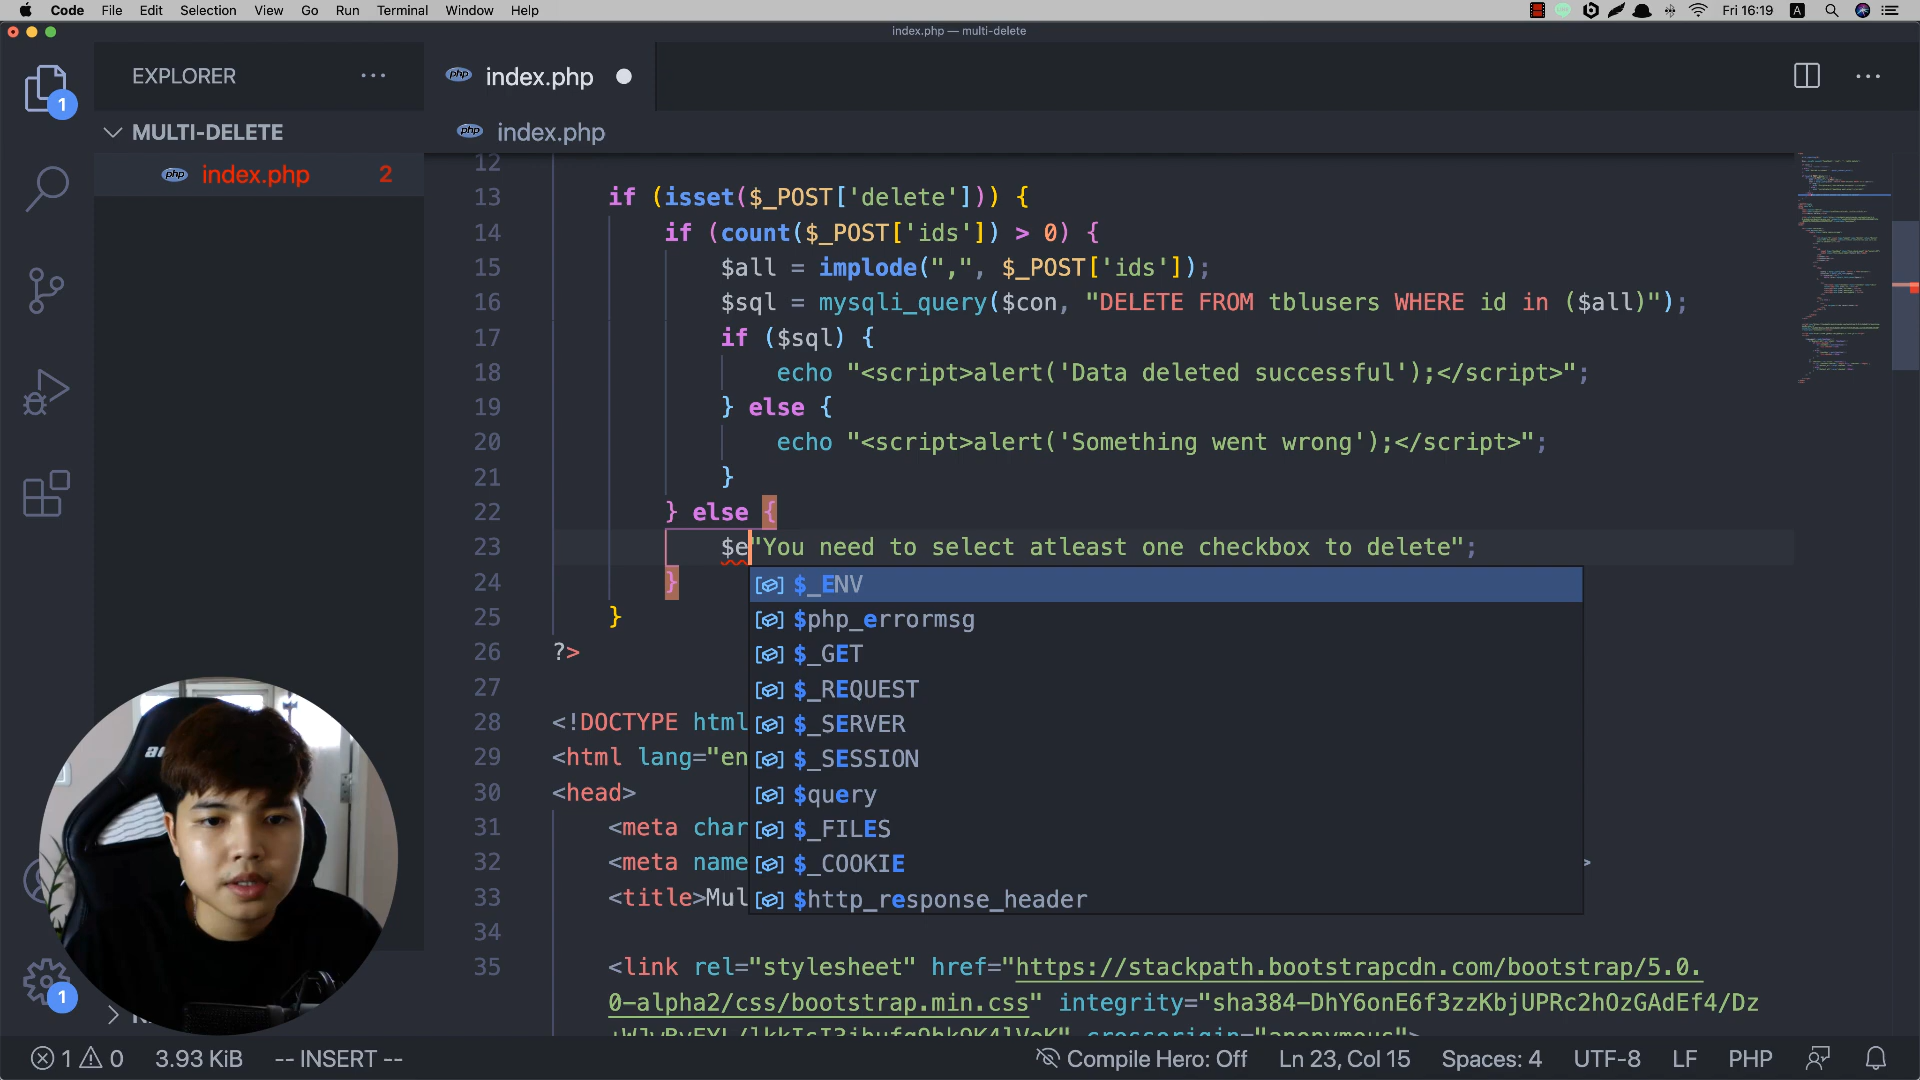 Code File Edit Selection View Go Run Terminal Window Help Fri 16:19 A
index.php — multi-delete
EXPLORER
php index.php
1
MULTI-DELETE
php index.php
php index.php 2
12
13 if (isset($_POST['delete'])) {
14 if (count($_POST['ids']) > 0) {
15 $all = implode(",", $_POST['ids']);
16 $sql = mysqli_query($con, "DELETE FROM tblusers WHERE id in ($all)");
17 if ($sql) {
18 echo "<script>alert('Data deleted successful');</script>";
19 } else {
20 echo "<script>alert('Something went wrong');</script>";
21 }
22 } else {
23 $e"You need to select atleast one checkbox to delete";
24 }
$_ENV
25 }
$php_errormsg
26 ?>
$_GET
27
$_REQUEST
28 <!DOCTYPE html
$_SERVER
29 <html lang="en
$_SESSION
30 <head>
$query
31 <meta char
$_FILES
32 <meta name
$_COOKIE
>
33 <title>Mul
$http_response_header
34
35 <link rel="stylesheet" href="https://stackpath.bootstrapcdn.com/bootstrap/5.0.
0-alpha2/css/bootstrap.min.css" integrity="sha384-DhY6onE6f3zzKbjUPRc2hOzGAdEf4/Dz
crossorigin="anonymous">
1
1 0 3.93 KiB -- INSERT -- Compile Hero: Off Ln 23, Col 15 Spaces: 4 UTF-8 LF PHP